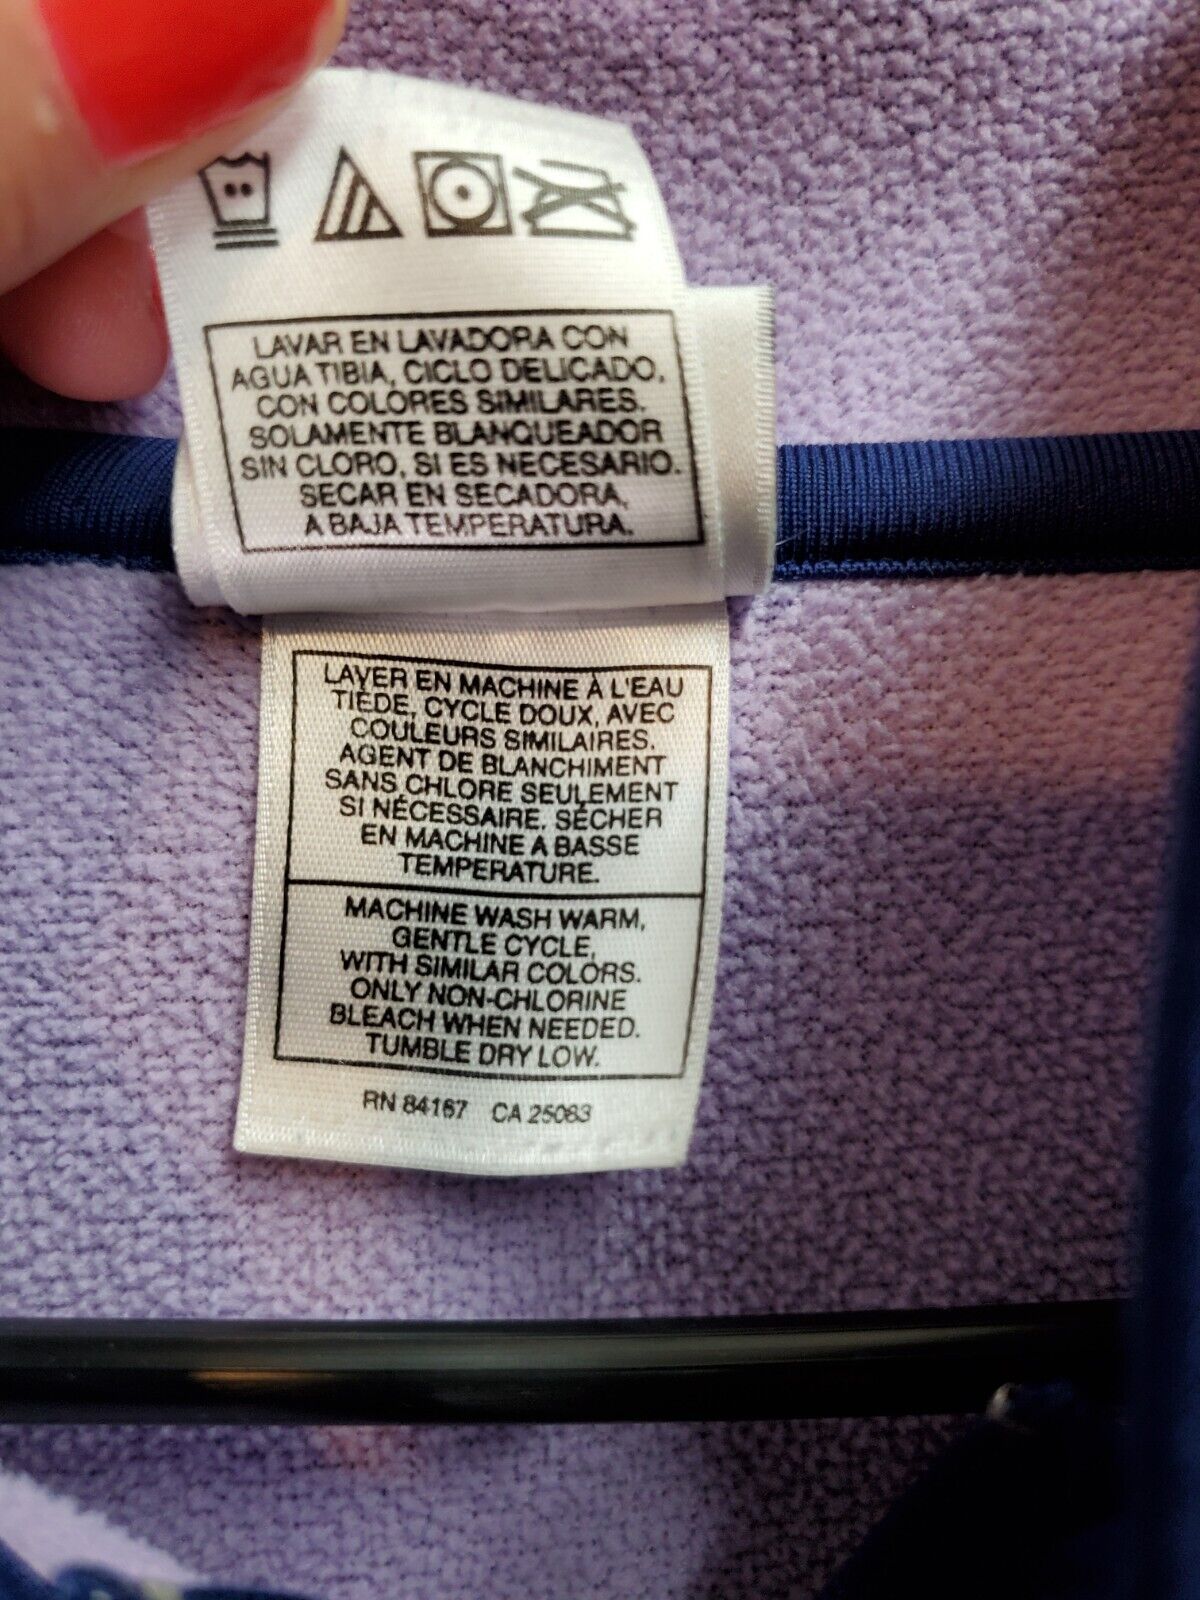 LAVAR EN LAVADORA CON
AGUA TIBIA, CICLO DELICADO,
CON COLORES SIMILARES.
SOLAMENTE BLANQUEADOR
SIN CLORO, SI ES NECESARIO.
SECAR EN SECADORA,
A BAJA TEMPERATURA.
LAVER EN MACHINE À L'EAU
TIÈDE, CYCLE DOUX, AVEC
COULEURS SIMILAIRES.
AGENT DE BLANCHIMENT
SANS CHLORE SEULEMENT
SI NÉCESSAIRE. SÉCHER
EN MACHINE A BASSE
TEMPERATURE.
MACHINE WASH WARM,
GENTLE CYCLE,
WITH SIMILAR COLORS.
ONLY NON-CHLORINE
BLEACH WHEN NEEDED.
TUMBLE DRY LOW.
RN 84167 CA 25083